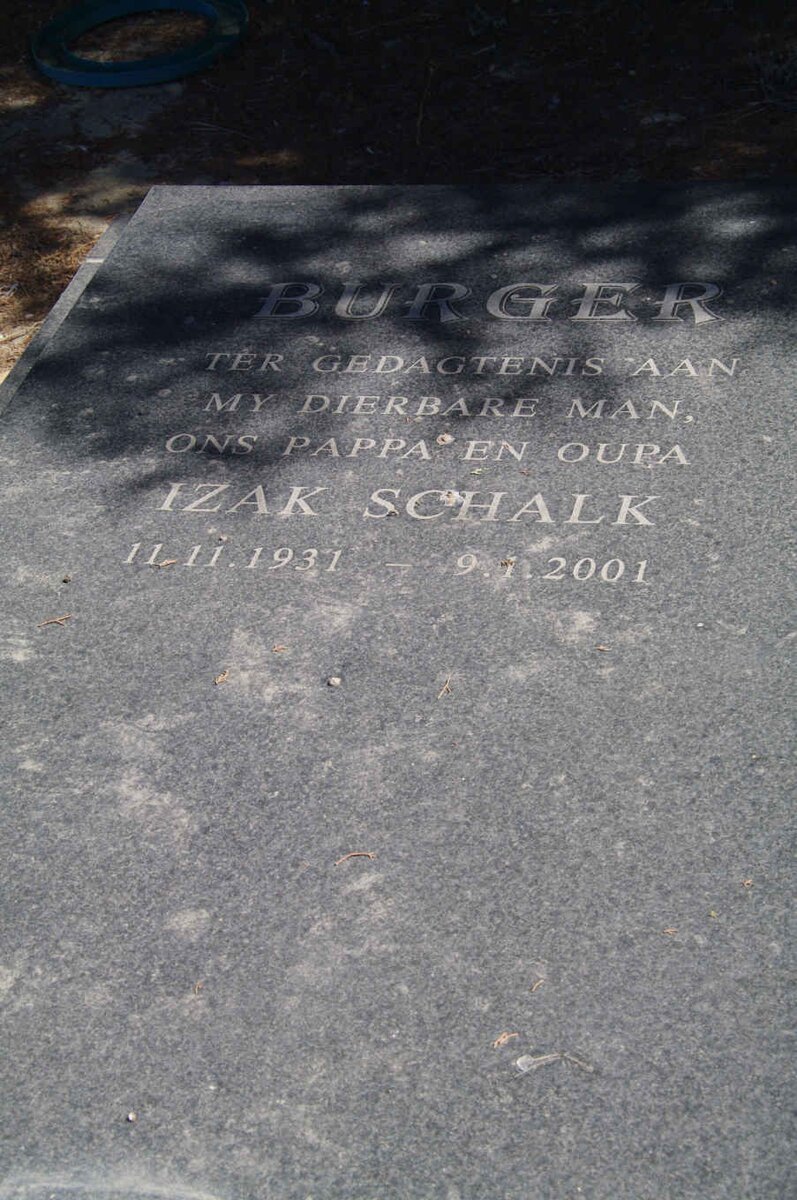 BURGER
TER GEDAGTENIS AAN
MY DIERBARE MAN,
ONS PAPPA EN OUPA
IZAK SCHALK
11.11.1931 – 9.1.2001